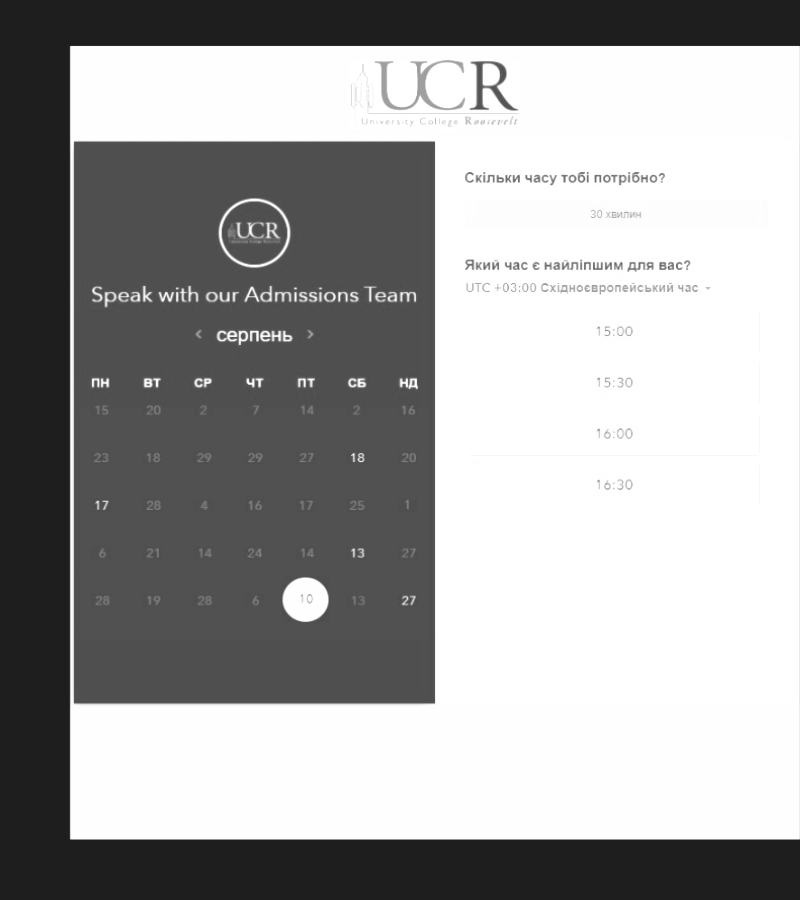 UCR
University College Roosevelt
UCR
Speak with our Admissions Team
серпень
ПН ВТ СР ЧТ ПТ СБ НД
15 20 2 7 14 2 16
23 18 29 29 27 18 20
17 28 4 16 17 25 1
6 21 14 24 14 13 27
28 19 28 6 10 13 27
Скільки часу тобі потрібно?
30 хвилин
Який час є найліпшим для вас?
UTC +03:00 Східноєвропейський час
15:00
15:30
16:00
16:30